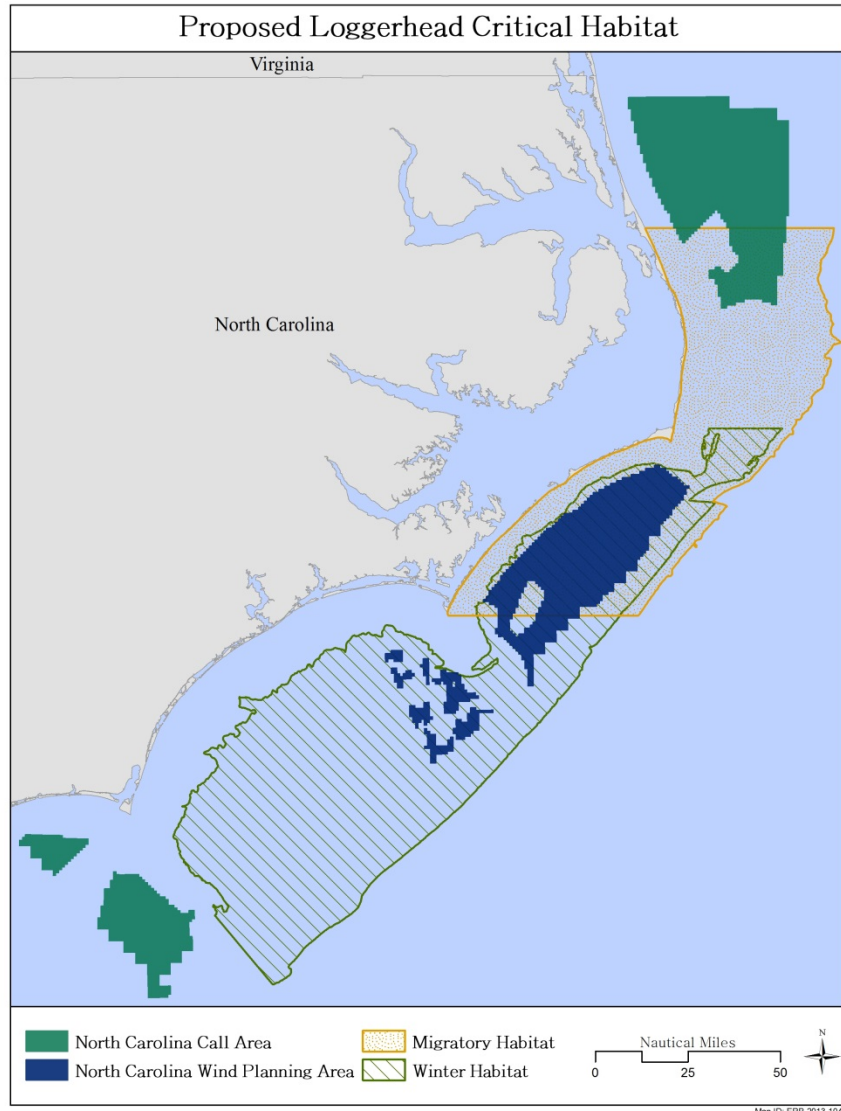 Proposed Loggerhead Critical Habitat
Virginia
North Carolina
North Carolina Call Area
North Carolina Wind Planning Area
Migratory Habitat
Winter Habitat
Nautical Miles
0 25 50
N